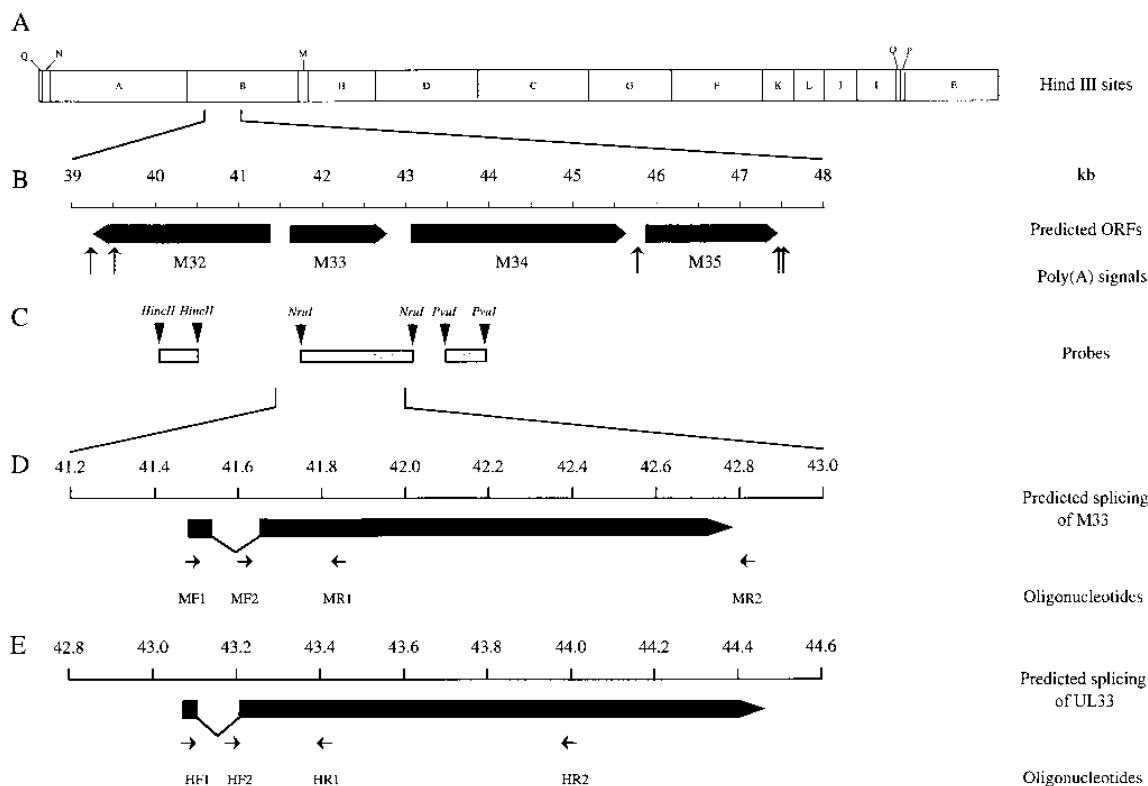 A
Q N M O P
A B H D C G F K L J I E
Hind III sites
B
39 40 41 42 43 44 45 46 47 48
kb
Predicted ORFs
M32 M33 M34 M35
Poly(A) signals
C
HincII HincII NruI NruI PvuI PvuI
Probes
D
41.2 41.4 41.6 41.8 42.0 42.2 42.4 42.6 42.8 43.0
Predicted splicing
of M33
MF1 MF2 MR1 MR2
Oligonucleotides
E
42.8 43.0 43.2 43.4 43.6 43.8 44.0 44.2 44.4 44.6
Predicted splicing
of UL33
HF1 HF2 HR1 HR2
Oligonucleotides